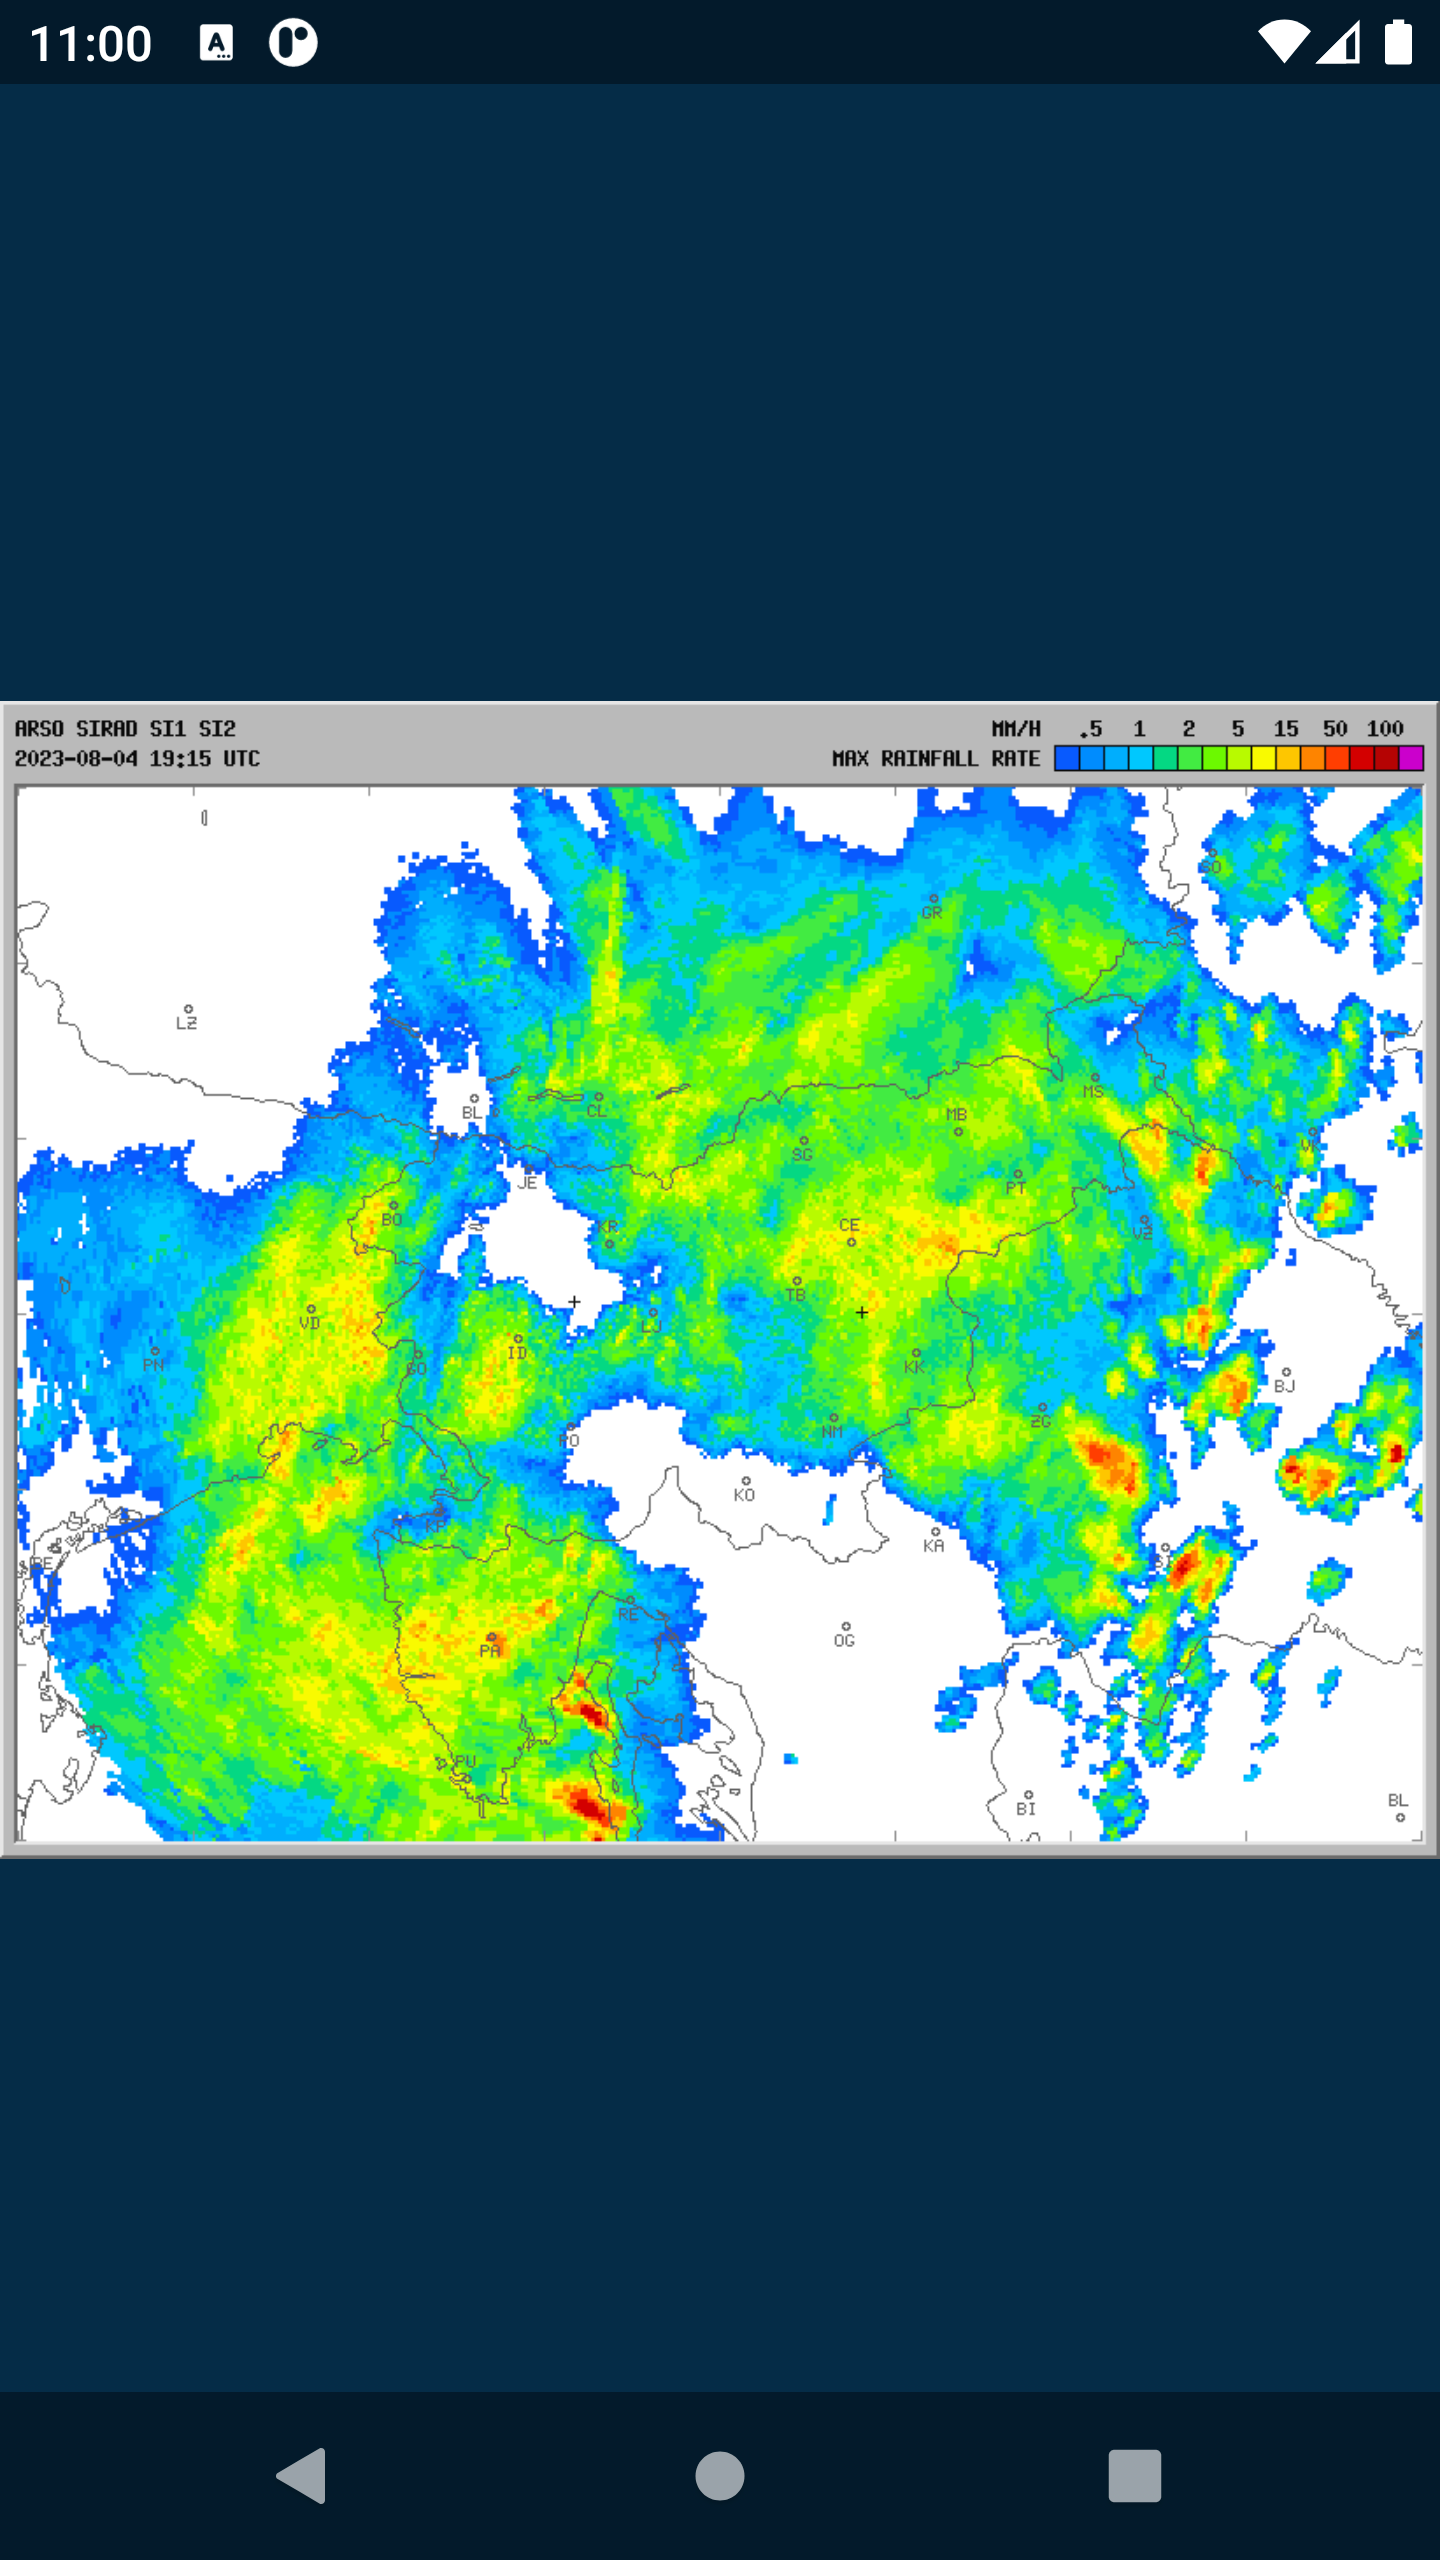 11:00
ARSO SIRAD SI1 SI2
2023-08-04 19:15 UTC
MM/H .5 1 2 5 15 50 100
MAX RAINFALL RATE
GR
LZ
BL
CL
MS
MB
SG
JE
PT
BO
KR
CE
VZ
TB
VD
LJ
ID
PN
GO
KK
BJ
ZG
NM
PO
KO
KP
KA
RE
OG
PA
PU
BI
BL